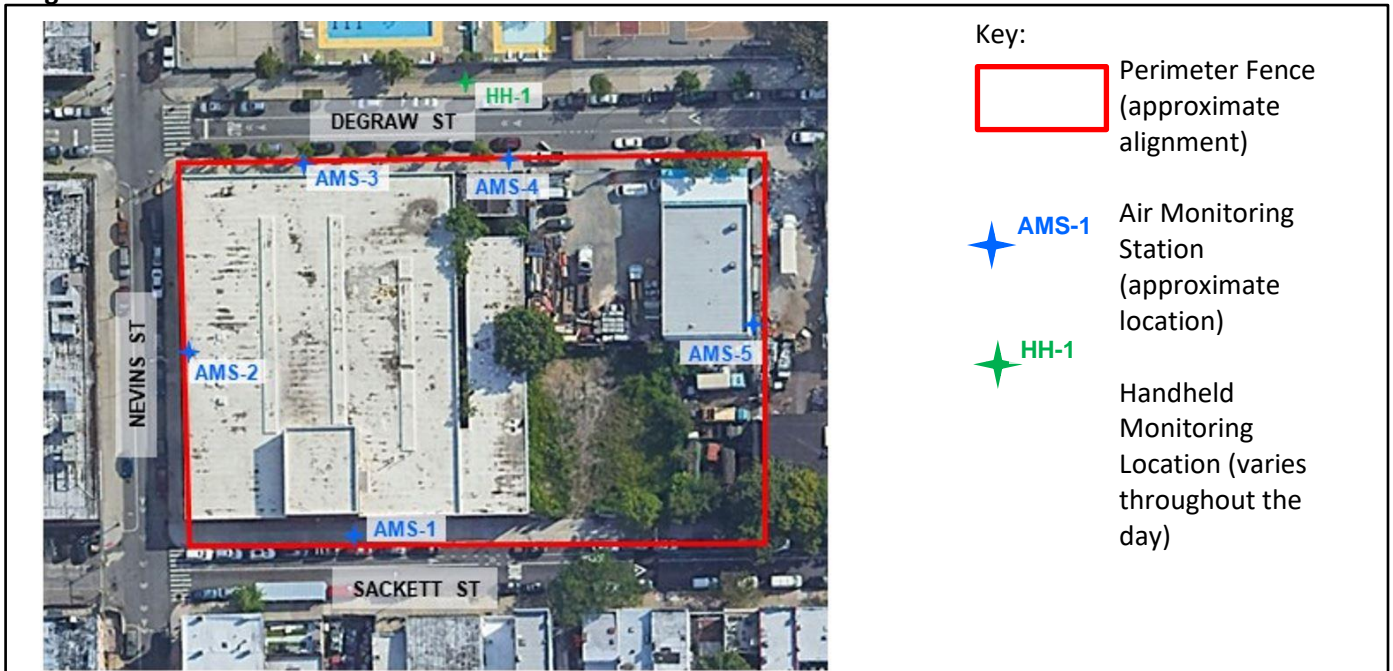 HH-1
DEGRAW ST
AMS-3
AMS-4
NEVINS ST
AMS-2
AMS-5
AMS-1
SACKETT ST
Key:
Perimeter Fence
(approximate
alignment)
AMS-1
Air Monitoring
Station
(approximate
location)
HH-1
Handheld
Monitoring
Location (varies
throughout the
day)